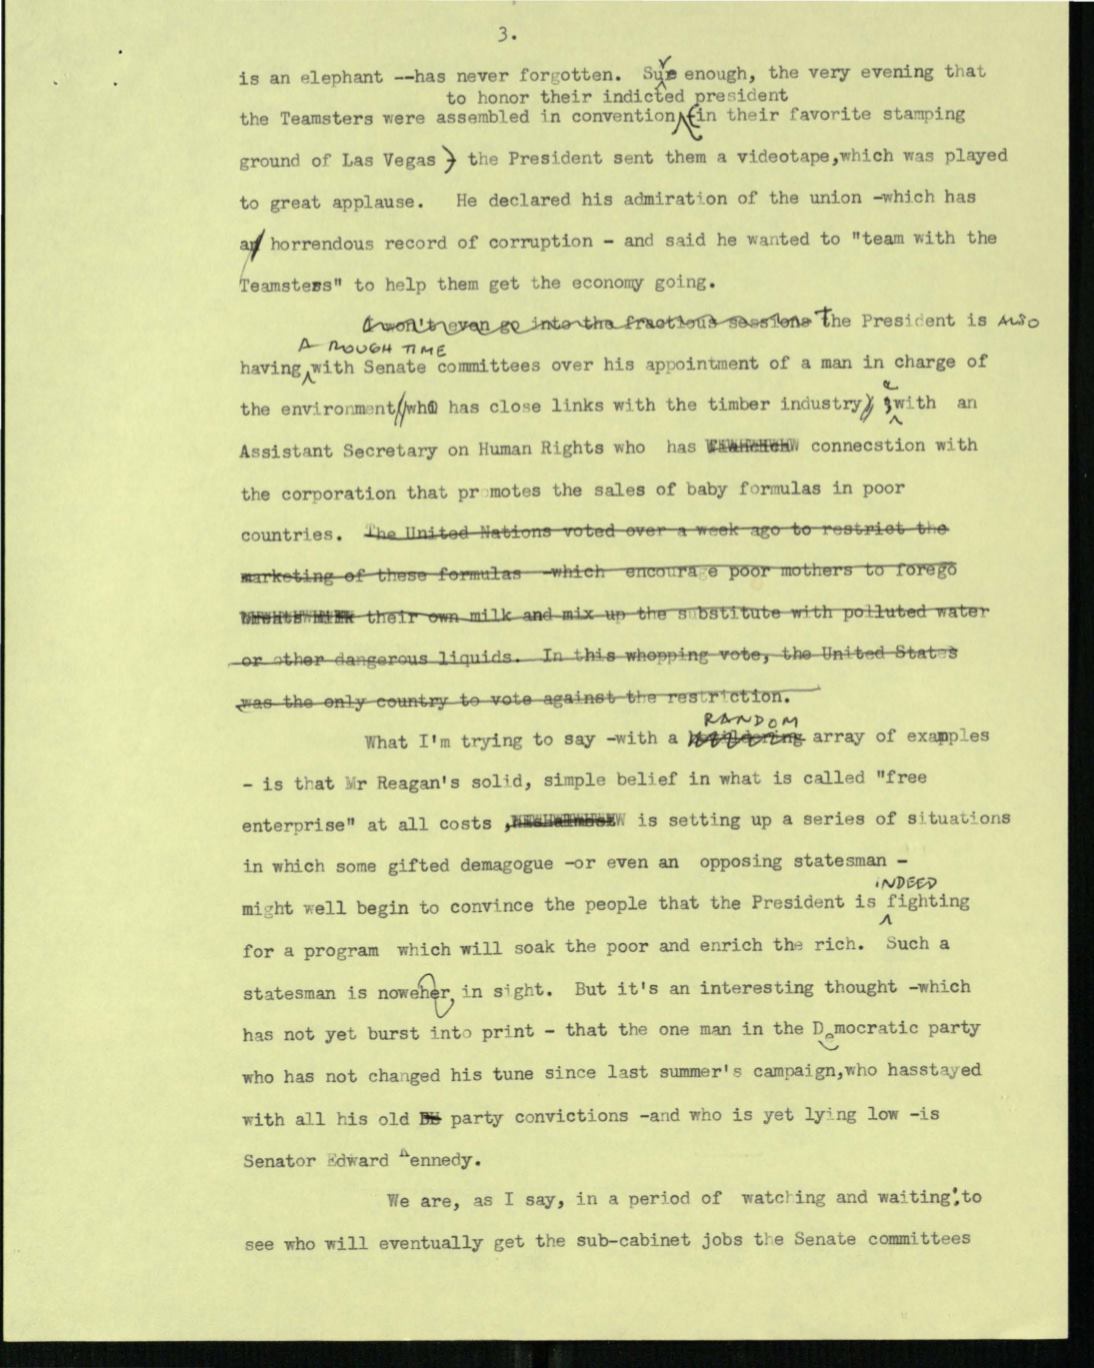 3.
is an elephant --has never forgotten. Sure enough, the very evening that
to honor their indicted president
the Teamsters were assembled in convention (in their favorite stamping
ground of Las Vegas ) the President sent them a videotape,which was played
to great applause. He declared his admiration of the union -which has
an horrendous record of corruption - and said he wanted to "team with the
Teamsters" to help them get the economy going.
I won't even go into the fractious sessions The President is ALSO
A ROUGH TIME
having with Senate committees over his appointment of a man in charge of
the environment (who has close links with the timber industry) & with an
Assistant Secretary on Human Rights who has connecstion with
the corporation that promotes the sales of baby formulas in poor
countries. The United Nations voted over a week ago to restrict the
marketing of these formulas -which encourage poor mothers to forego
their own milk and mix up the substitute with polluted water
or other dangerous liquids. In this whopping vote, the United States
was the only country to vote against the restriction.
RANDOM
What I'm trying to say -with a array of examples
- is that Mr Reagan's solid, simple belief in what is called "free
enterprise" at all costs , is setting up a series of situations
in which some gifted demagogue -or even an opposing statesman -
INDEED
might well begin to convince the people that the President is fighting
for a program which will soak the poor and enrich the rich. Such a
statesman is noweher in sight. But it's an interesting thought -which
has not yet burst into print - that the one man in the Democratic party
who has not changed his tune since last summer's campaign,who hasstayed
with all his old party convictions -and who is yet lying low -is
Senator Edward Kennedy.
We are, as I say, in a period of watching and waiting: to
see who will eventually get the sub-cabinet jobs the Senate committees